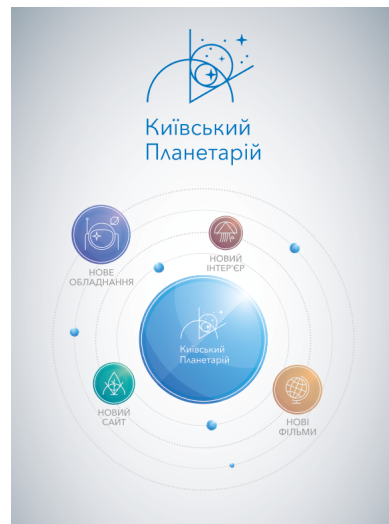 Київський
Планетарій
НОВЕ
ОБЛАДНАННЯ
НОВИЙ
ІНТЕР'ЄР
Київський
Планетарій
НОВИЙ
САЙТ
НОВІ
ФІЛЬМИ